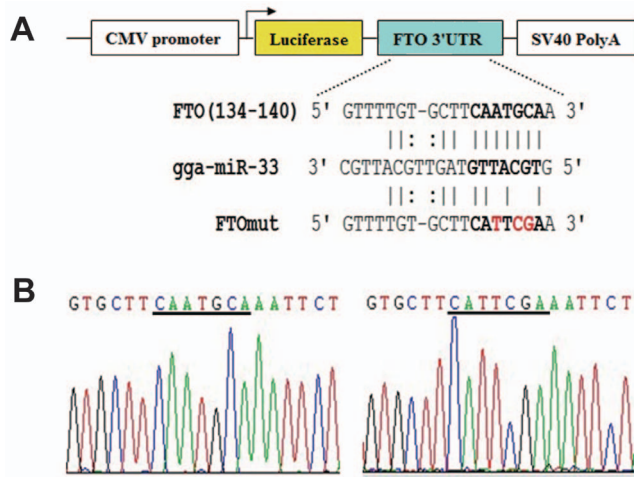 A
CMV promoter Luciferase FTO 3'UTR SV40 PolyA
FTO(134-140) 5' GTTTTGT-GCTTCAATGCAA 3'
||: :|| |||||||
gga-miR-33 3' CGTTACGTTGATGTTACGTG 5'
||: :|| || | |
FTOmut 5' GTTTTGT-GCTTCATTCGAA 3'
B
GTGCTTCAATGCAAATTCT GTGCTTCATTCGAAATTCT